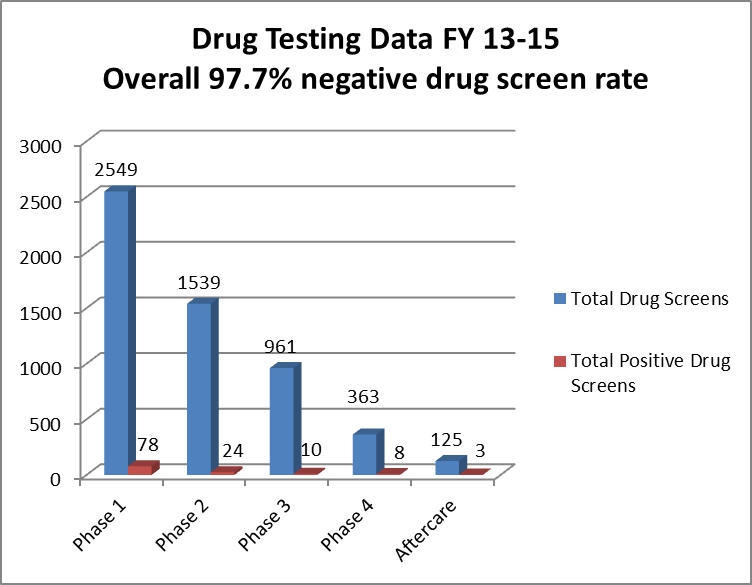 Drug Testing Data FY 13-15
Overall 97.7% negative drug screen rate
3000
2500
2000
1500
1000
500
0
2549
78
1539
24
961
10
363
8
125
3
Phase 1
Phase 2
Phase 3
Phase 4
Aftercare
Total Drug Screens
Total Positive Drug
Screens